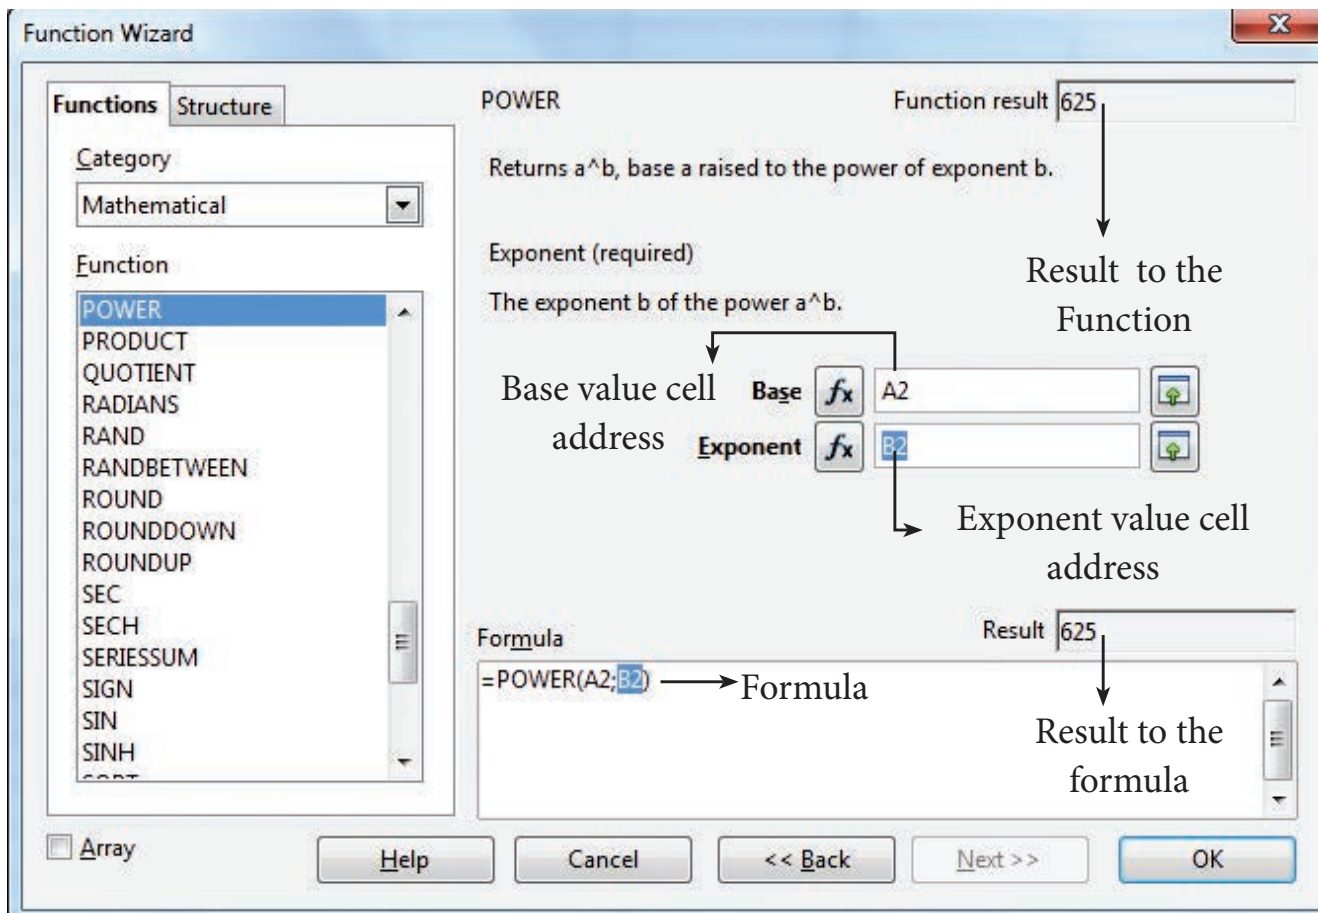 Function Wizard
Functions
Structure
Category
Mathematical
Function
POWER
PRODUCT
QUOTIENT
RADIANS
RAND
RANDBETWEEN
ROUND
ROUNDDOWN
ROUNDUP
SEC
SECH
SERIESSUM
SIGN
SIN
SINH
POWER
Function result 625
Returns a^b, base a raised to the power of exponent b.
Result to the
Function
Exponent (required)
The exponent b of the power a^b.
Base value cell
address
Base fx A2
Exponent fx B2
Exponent value cell
address
Formula
Result 625
=POWER(A2;B2)
Formula
Result to the
formula
Array
Help
Cancel
<< Back
Next >>
OK